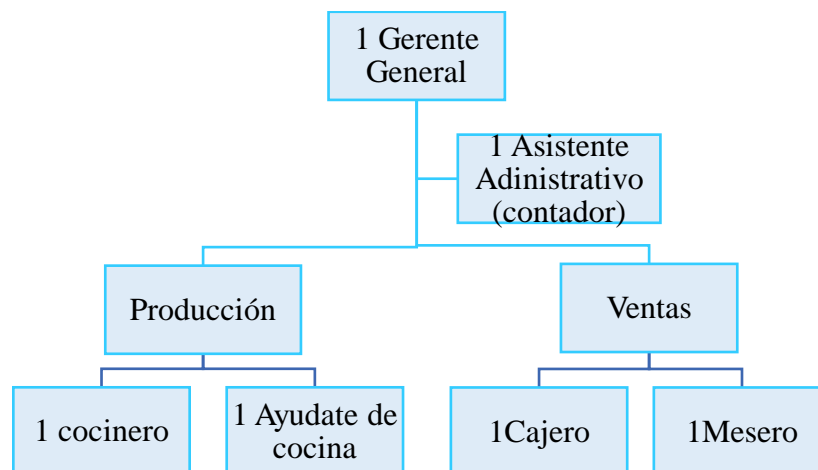 1 Gerente
General
1 Asistente
Adinistrativo
(contador)
Producción
Ventas
1 cocinero
1 Ayudate de
cocina
1Cajero
1Mesero